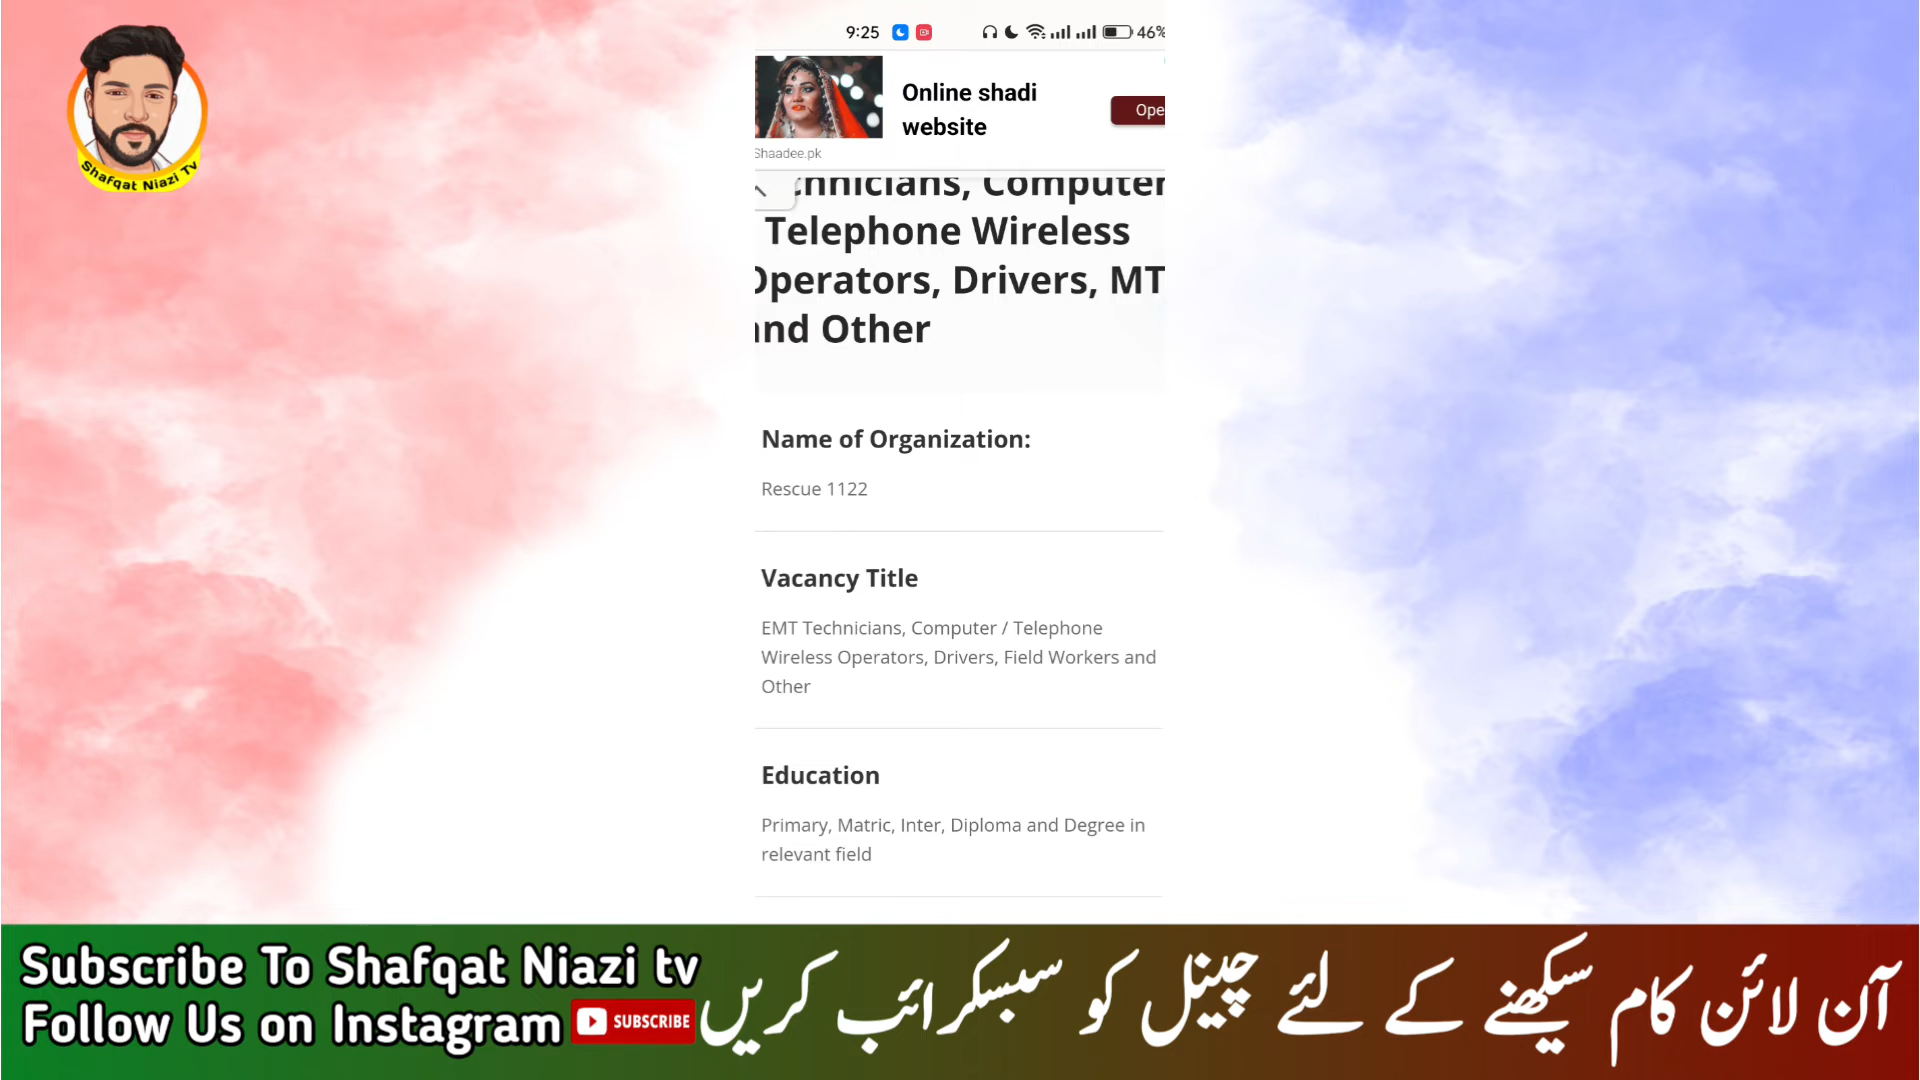 Shafqat Niazi Tv
9:25
46%
Online shadi
website
Shaadee.pk
Telephone Wireless
Operators, Drivers, MT
and Other
Name of Organization:
Rescue 1122
Vacancy Title
EMT Technicians, Computer / Telephone
Wireless Operators, Drivers, Field Workers and
Other
Education
Primary, Matric, Inter, Diploma and Degree in
relevant field
Subscribe To Shafqat Niazi tv
Follow Us on Instagram
SUBSCRIBE
آن لائن کام سیکھنے کے لئے چینل کو سبسکرائب کریں